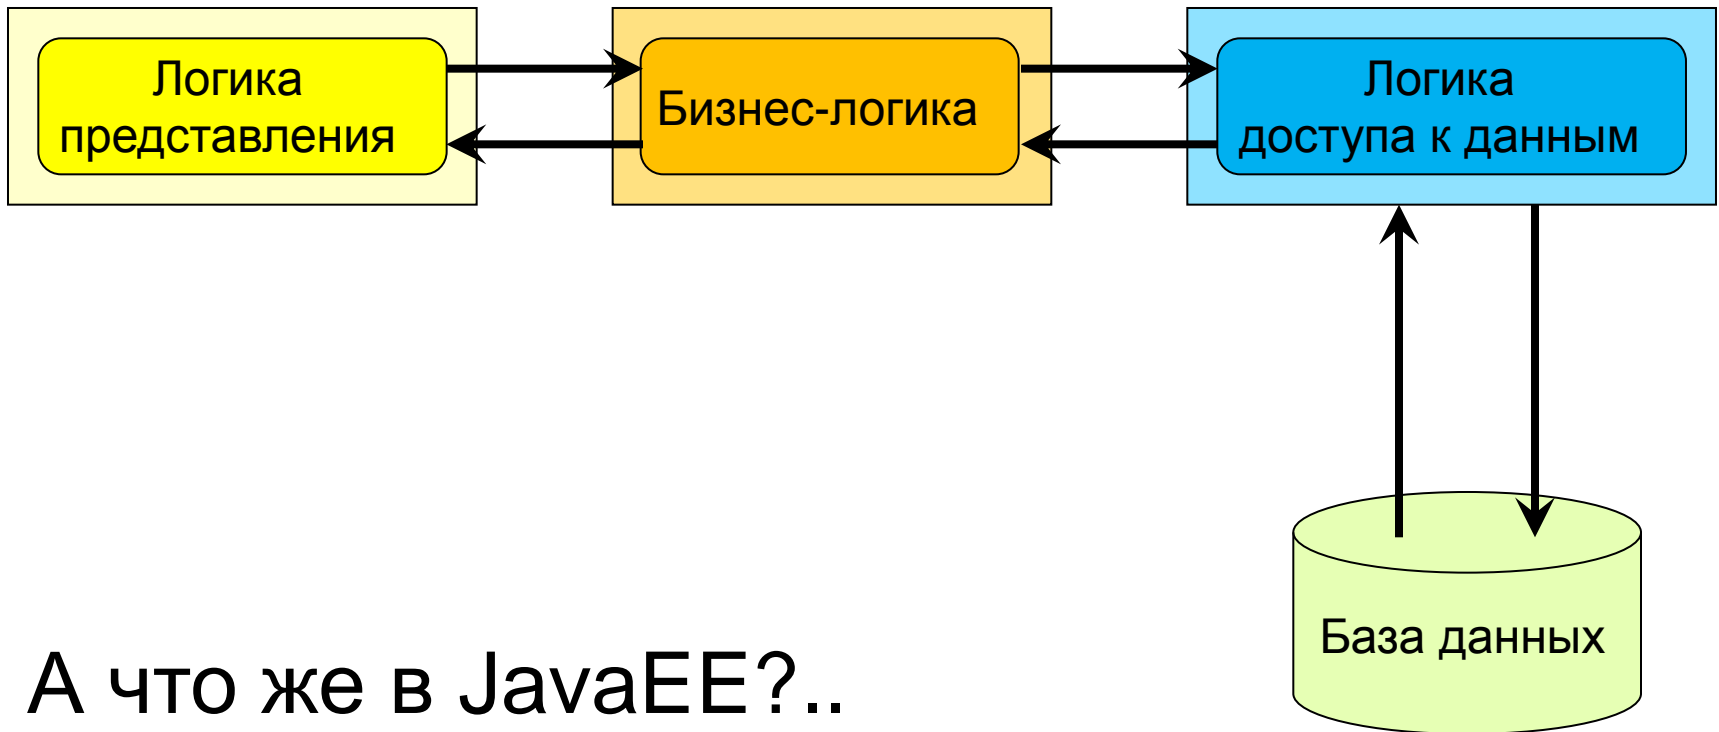 Логика
представления
Бизнес-логика
Логика
доступа к данным
База данных
А что же в JavaEE?..